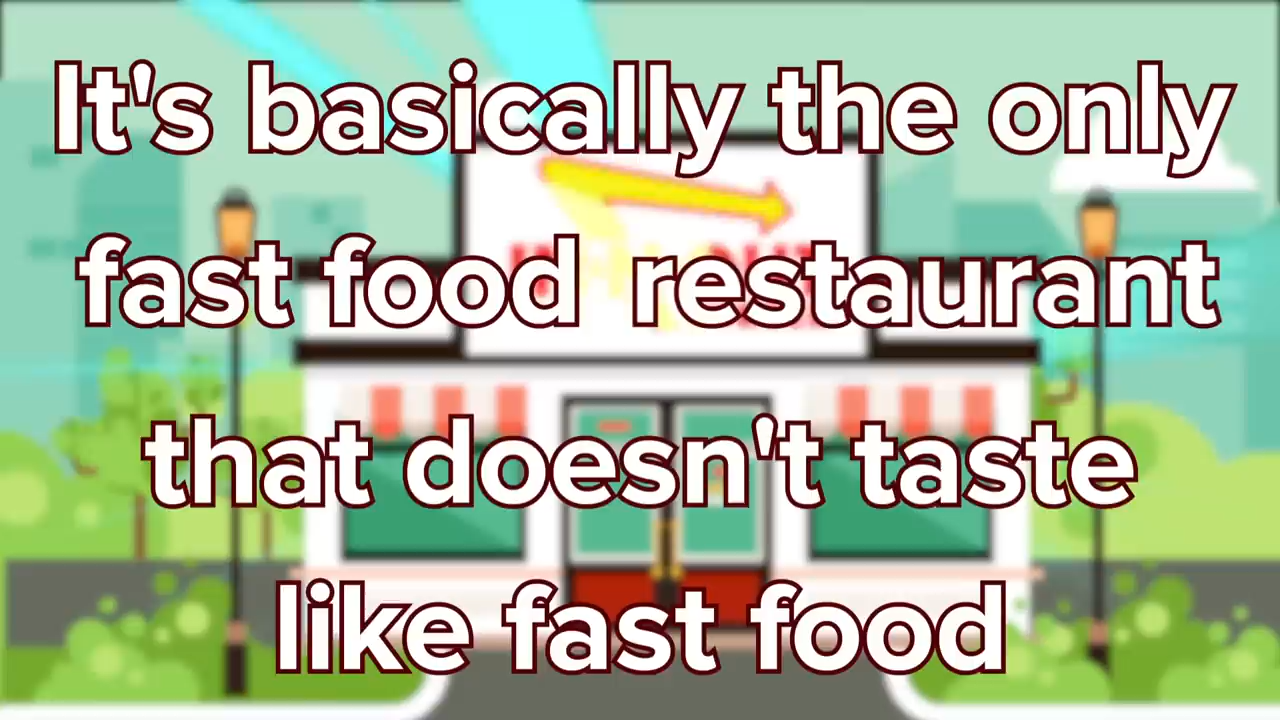 It's basically the only
fast food restaurant
that doesn't taste
like fast food